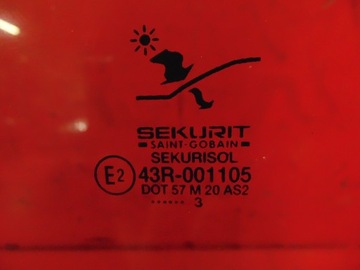 SEKURIT
SAINT-GOBAIN
SEKURISOL
E2 43R-001105
DOT 57 M 20 AS2
...... 3